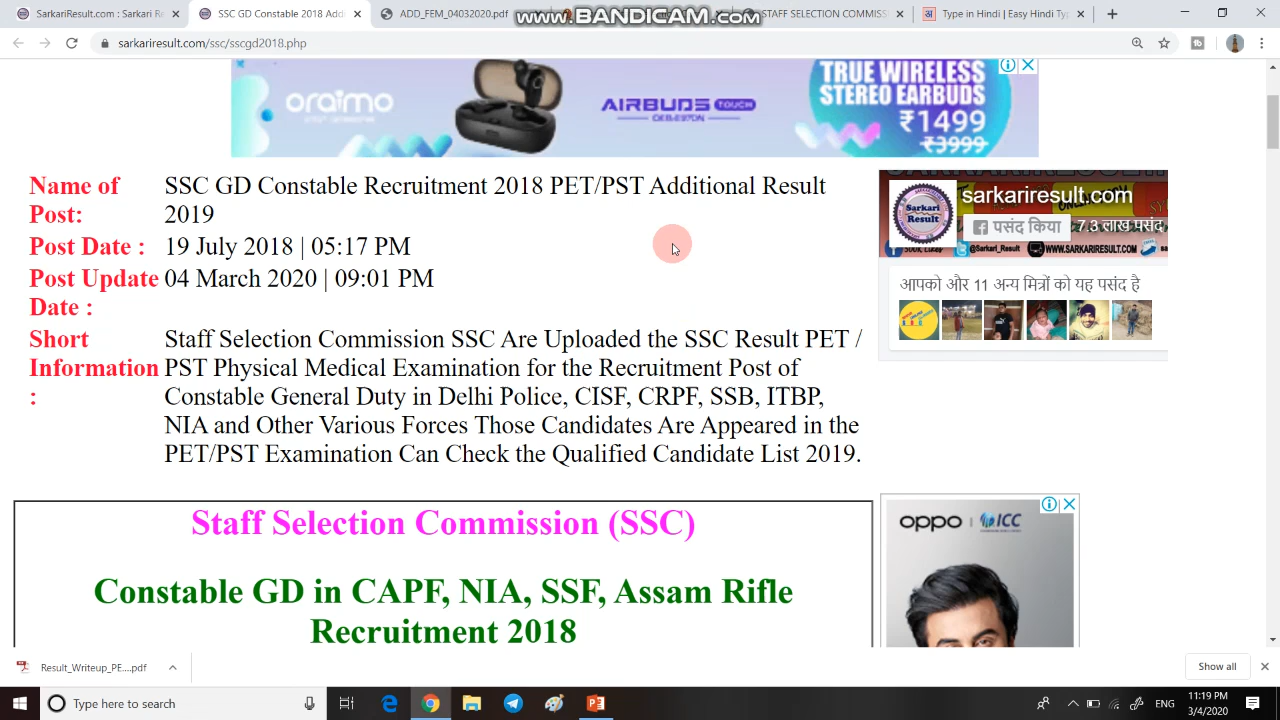 Sarkari Result.com : Sarkari R
SSC GD Constable 2018 Addi
ADD_FEM_04032020.pdf
www.BANDICAM.com
STAFF SELECTION COMMISS
Type in Hindi | Easy Hindi Ty
sarkariresult.com/ssc/sscgd2018.php
oraimo
AIRBUDS TOUCH
TRUE WIRELESS
STEREO EARBUDS
₹1499
₹3999
Name of Post: SSC GD Constable Recruitment 2018 PET/PST Additional Result
2019
Post Date : 19 July 2018 | 05:17 PM
Post Update Date : 04 March 2020 | 09:01 PM
Short Information : Staff Selection Commission SSC Are Uploaded the SSC Result PET /
PST Physical Medical Examination for the Recruitment Post of
Constable General Duty in Delhi Police, CISF, CRPF, SSB, ITBP,
NIA and Other Various Forces Those Candidates Are Appeared in the
PET/PST Examination Can Check the Qualified Candidate List 2019.
Sarkari
Result
sarkariresult.com
पसंद किया
7.3 लाख पसंद
@Sarkari_Result
WWW.SARKARIRESULT.COM
आपको और 11 अन्य मित्रों को यह पसंद है
Staff Selection Commission (SSC)
Constable GD in CAPF, NIA, SSF, Assam Rifle
Recruitment 2018
oppo | ICC
Result_Writeup_PE....pdf
Show all
Type here to search
ENG
11:19 PM
3/4/2020